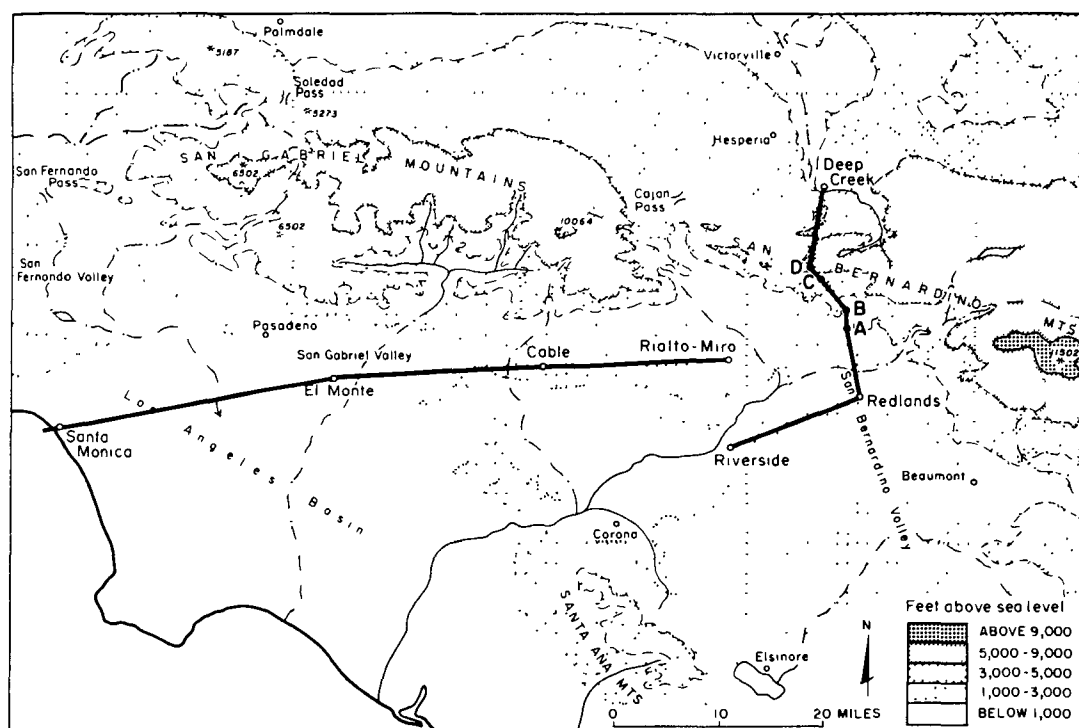 Palmdale
5187
Soledad
Pass
5273
Victorville
Hesperia
SAN GABRIEL MOUNTAINS
6502
San Fernando
Pass
6502
Deep
Creek
Cajon
Pass
10064
SAN BERNARDINO MTS
San
Fernando Valley
D
C
B
A
11502
Pasadena
San Gabriel Valley
Cable
Rialto-Miro
El Monte
Los Angeles Basin
Santa
Monica
Redlands
San Bernardino Valley
Riverside
Beaumont
Corona
SANTA ANA MTS
Elsinore
N
0 10 20 MILES
Feet above sea level
ABOVE 9,000
5,000-9,000
3,000-5,000
1,000-3,000
BELOW 1,000